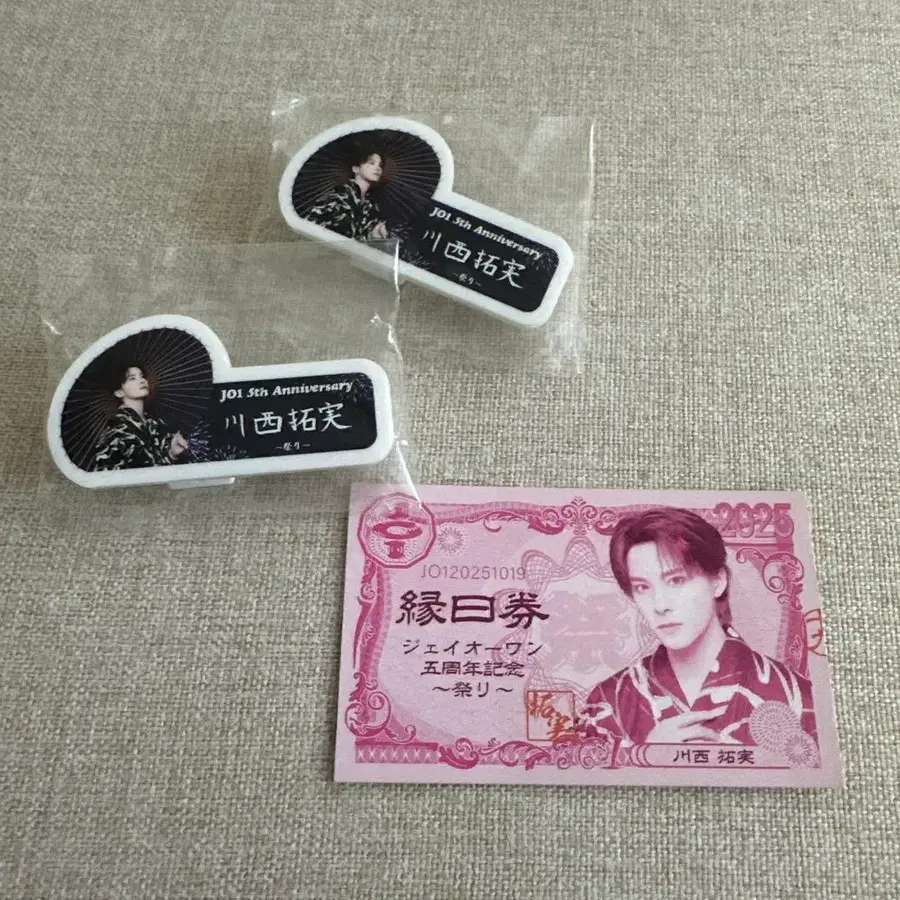 JO1 5th Anniversary
川西拓実
～祭り～
JO1 5th Anniversary
川西拓実
～祭り～
2025
JO120251019
縁日券
祭
ジェイオーワン
五周年記念
～祭り～
拓実
川西 拓実